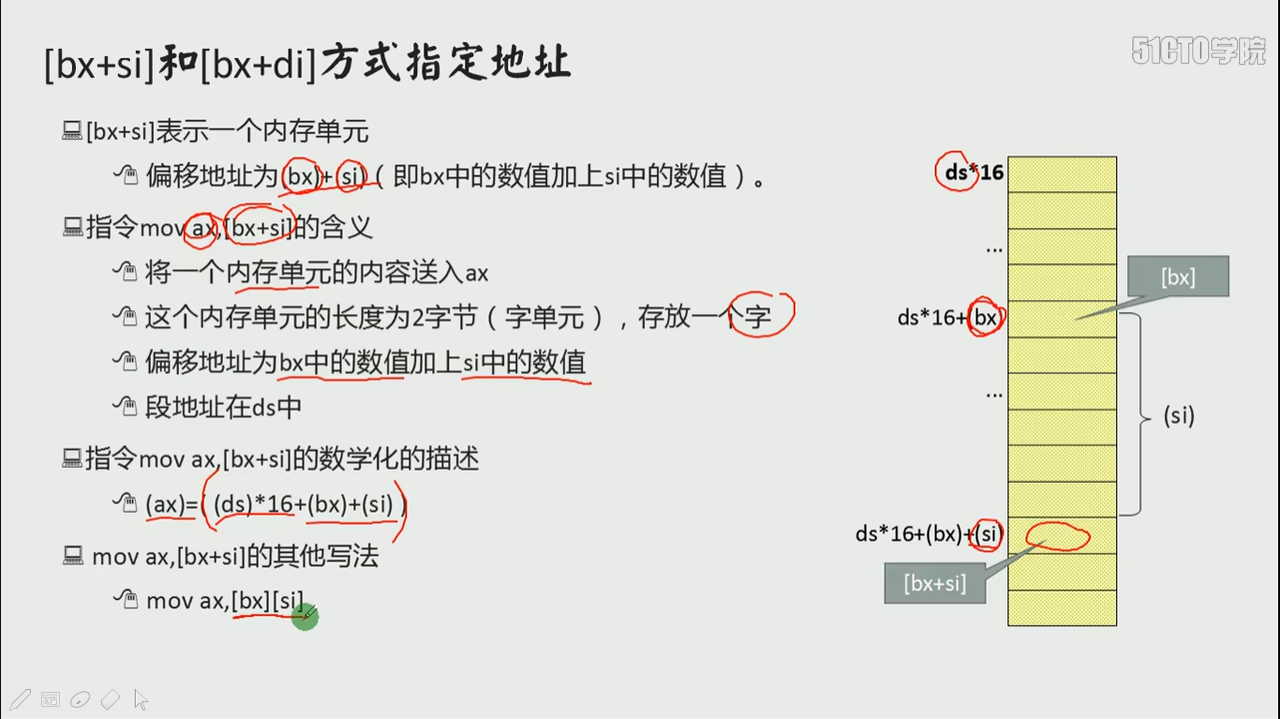 [bx+si]和[bx+di]方式指定地址
51CTO学院
[bx+si]表示一个内存单元
偏移地址为(bx)+(si)（即bx中的数值加上si中的数值）。
指令mov ax,[bx+si]的含义
将一个内存单元的内容送入ax
这个内存单元的长度为2字节（字单元），存放一个字
偏移地址为bx中的数值加上si中的数值
段地址在ds中
指令mov ax,[bx+si]的数学化的描述
(ax)=( (ds)*16+(bx)+(si) )
mov ax,[bx+si]的其他写法
mov ax,[bx][si]
ds*16
...
[bx]
ds*16+(bx)
...
(si)
ds*16+(bx)+(si)
[bx+si]